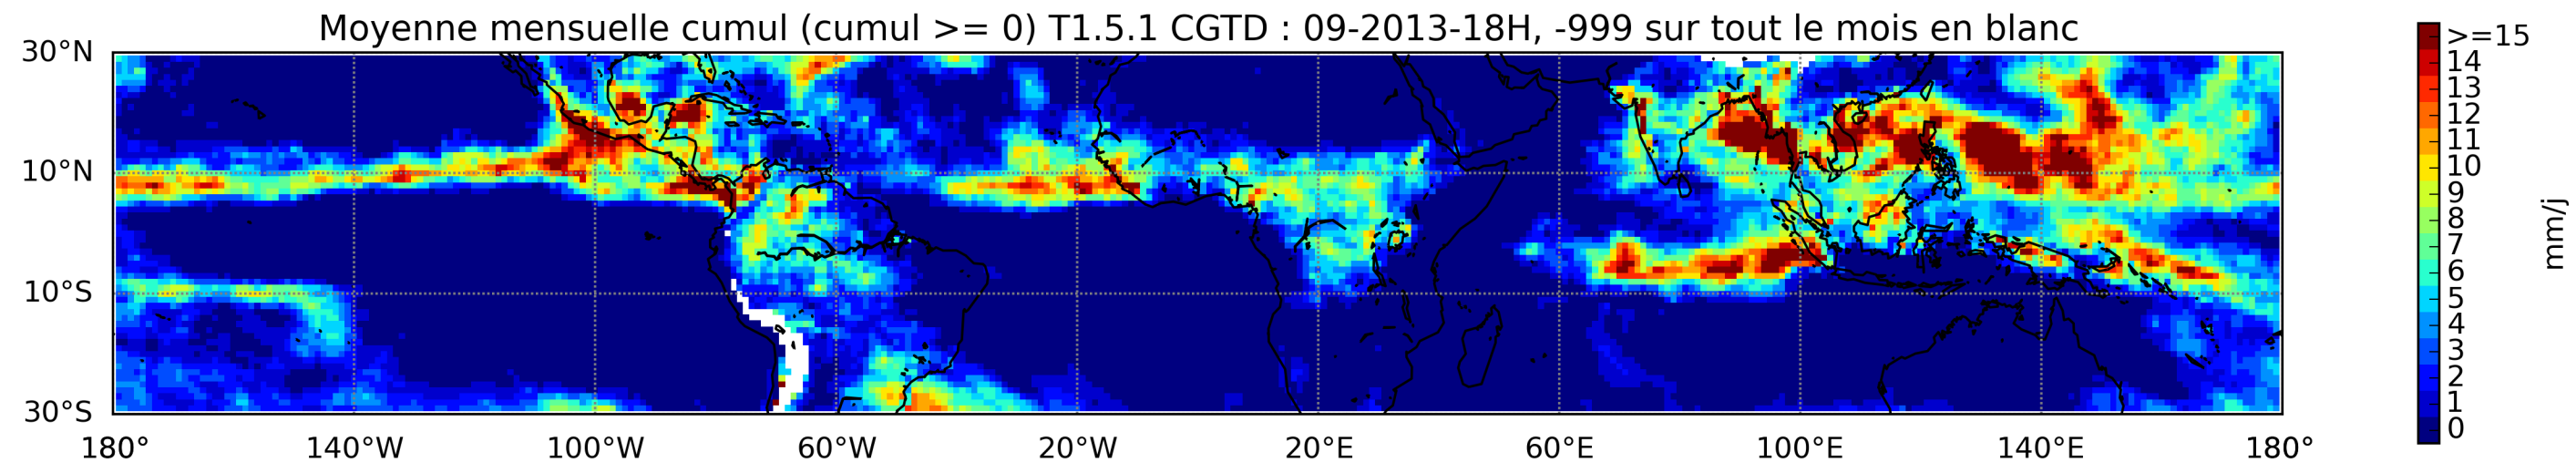 Moyenne mensuelle cumul (cumul >= 0) T1.5.1 CGTD : 09-2013-18H, -999 sur tout le mois en blanc
30°N
10°N
10°S
30°S
180° 140°W 100°W 60°W 20°W 20°E 60°E 100°E 140°E 180°
>=15
14
13
12
11
10
9
8
7
6
5
4
3
2
1
0
mm/j